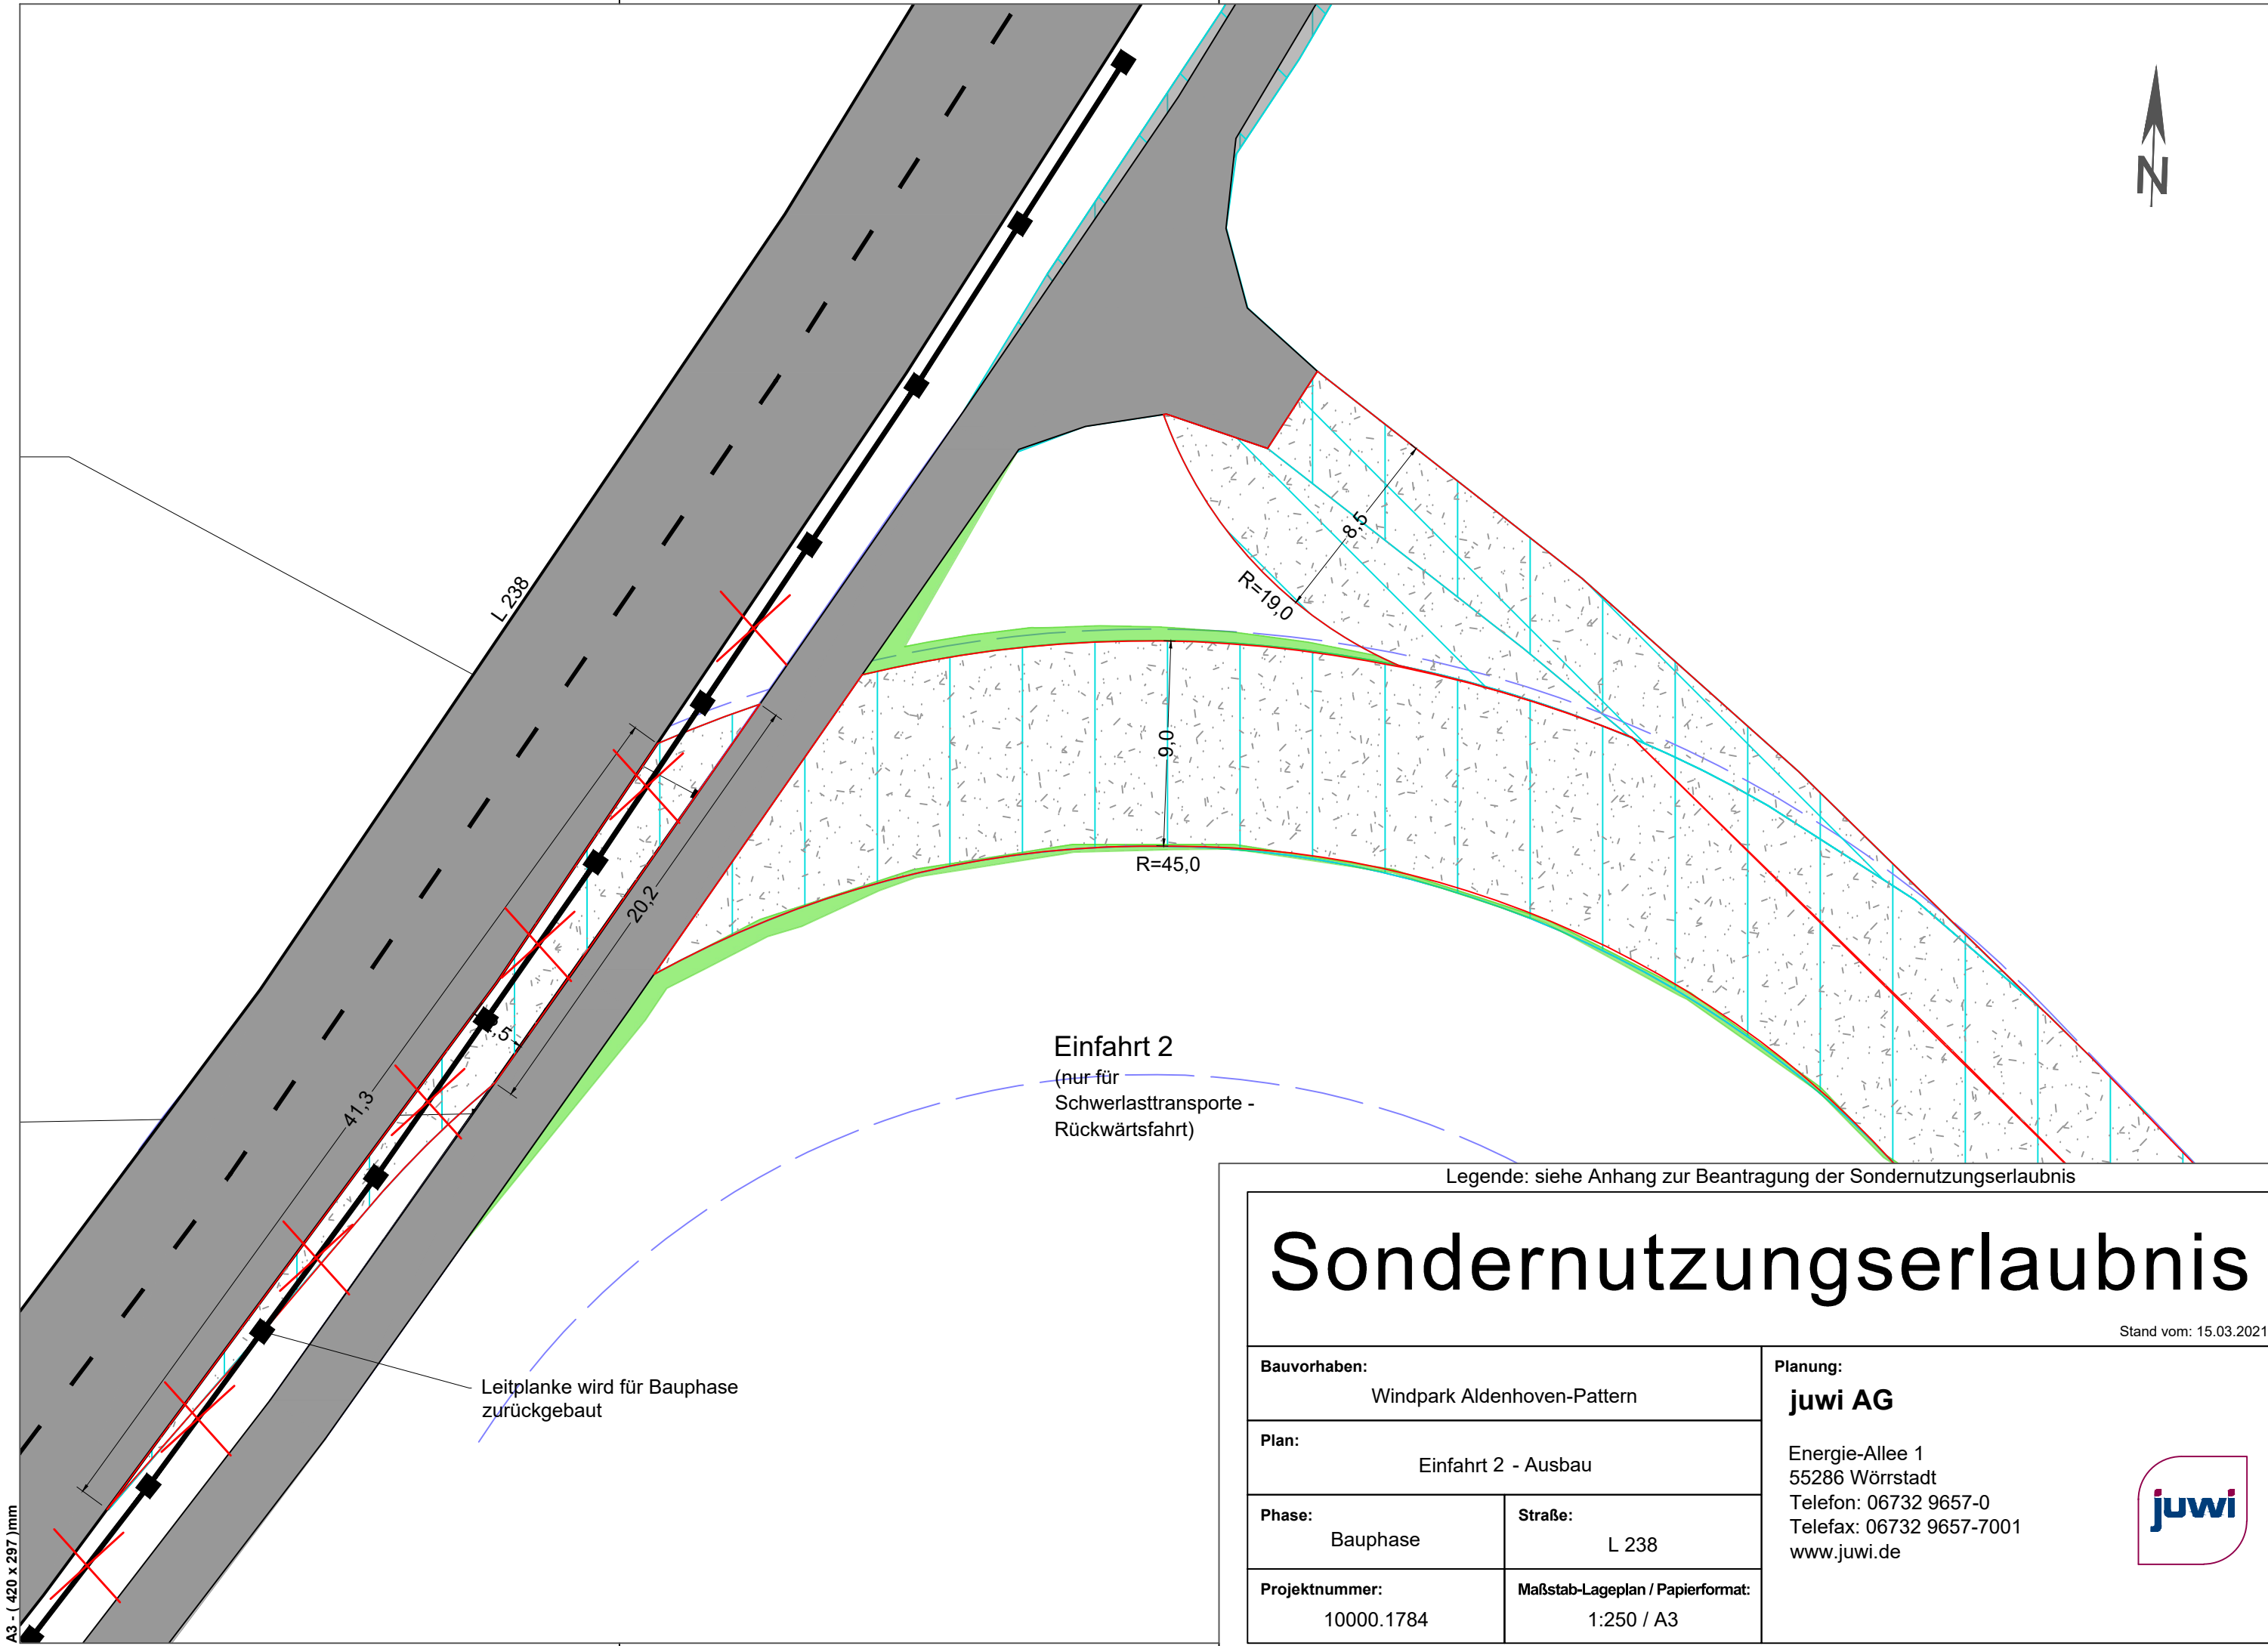 N
L 238
8,5
R=19,0
9,0
R=45,0
20,2
41,3
Einfahrt 2
(nur für
Schwerlasttransporte -
Rückwärtsfahrt)
Leitplanke wird für Bauphase
zurückgebaut
A3 - ( 420 x 297 )mm
Legende: siehe Anhang zur Beantragung der Sondernutzungserlaubnis
Sondernutzungserlaubnis
Stand vom: 15.03.2021
Bauvorhaben:
Windpark Aldenhoven-Pattern
Plan:
Einfahrt 2 - Ausbau
Phase:
Bauphase
Straße:
L 238
Projektnummer:
10000.1784
Maßstab-Lageplan / Papierformat:
1:250 / A3
Planung:
juwi AG
Energie-Allee 1
55286 Wörrstadt
Telefon: 06732 9657-0
Telefax: 06732 9657-7001
www.juwi.de
juwi